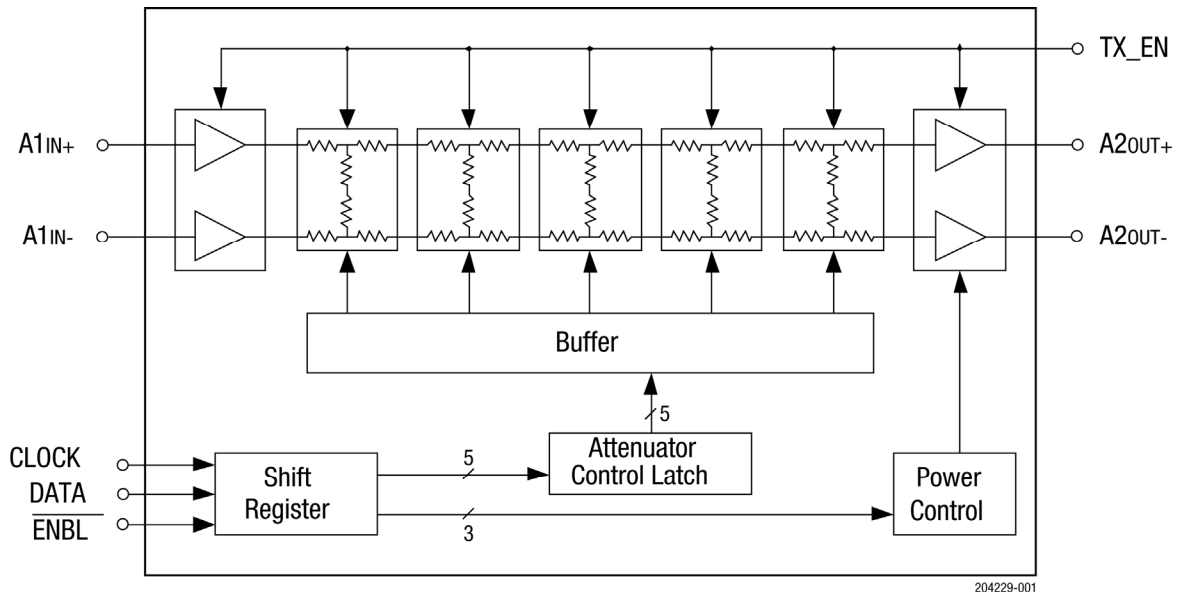 TX_EN
A1IN+
A2OUT+
A1IN-
A2OUT-
Buffer
5
Attenuator
Control Latch
CLOCK
DATA
ENBL
Shift
Register
5
3
Power
Control
204229-001